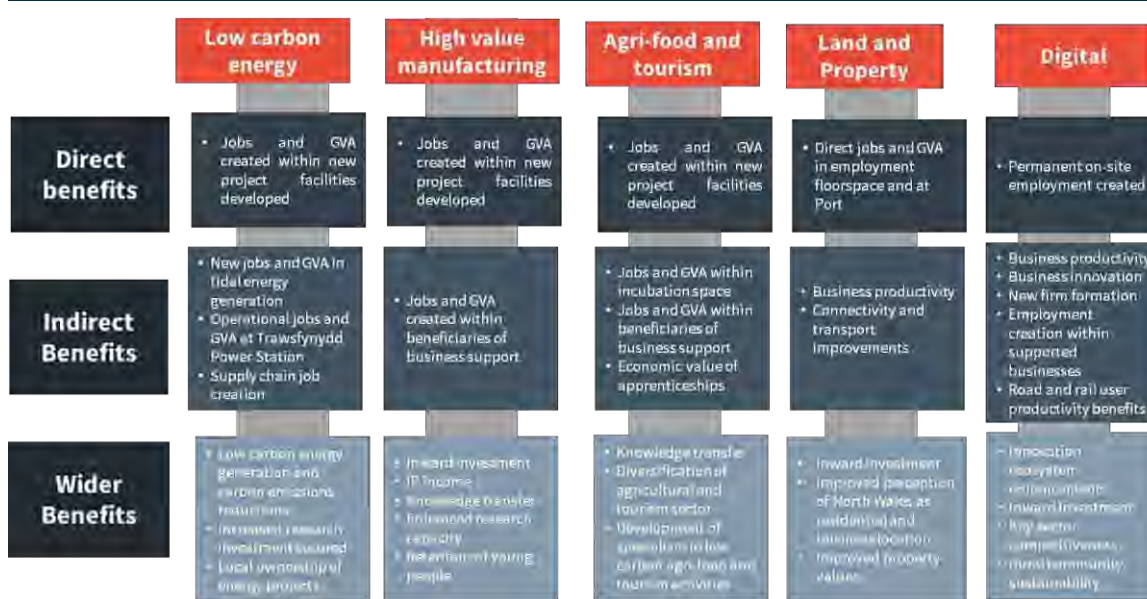 Low carbon
energy
High value
manufacturing
Agri-food and
tourism
Land and
Property
Digital
Direct
benefits
• Jobs and GVA
created within new
project facilities
developed
• Jobs and GVA
created within new
project facilities
developed
• Jobs and GVA
created within new
project facilities
developed
• Direct jobs and GVA
in employment
floorspace and at
Port
• Permanent on-site
employment created
Indirect
Benefits
• New jobs and GVA in
tidal energy
generation
• Operational jobs and
GVA at Trawsfynydd
Power Station
• Supply chain job
creation
• Jobs and GVA
created within
beneficiaries of
business support
• Jobs and GVA within
incubation space
• Jobs and GVA within
beneficiaries of
business support
• Economic value of
apprenticeships
• Business productivity
• Connectivity and
transport
improvements
• Business productivity
• Business innovation
• New firm formation
• Employment
creation within
supported
businesses
• Road and rail user
productivity benefits
Wider
Benefits
• Low carbon energy
generation and
carbon emissions
reductions
research
investment secured
• Local ownership of
energy projects
• Inward investment
• IP Income
• Knowledge transfer
• Enhanced research
capacity
• Retention of young
people
• Knowledge transfer
• Diversification of
agricultural and
tourism sector
• Development of
specialism in low
carbon agri-food and
tourism activities
• Inward investment
• Improved perception
of North Wales as
residential and
business location
• Improved property
values
• Innovation
ecosystem
• Inward investment
• Key sector
competitiveness
community
sustainability